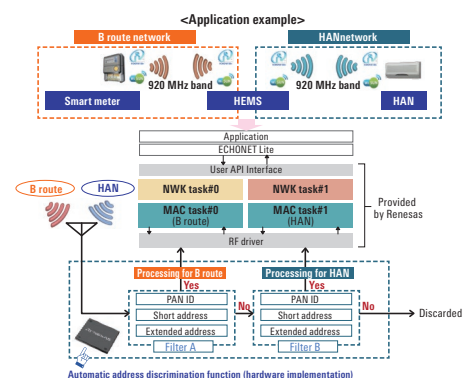 <Application example>
B route network
HANnetwork
920 MHz band
920 MHz band
Smart meter
HEMS
HAN
Application
ECHONET Lite
User API Interface
B route
HAN
NWK task#0
NWK task#1
MAC task#0
(B route)
MAC task#1
(HAN)
Provided
by Renesas
RF driver
Processing for B route
Processing for HAN
Yes
Yes
PAN ID
Short address
Extended address
Filter A
No
PAN ID
Short address
Extended address
Filter B
No
Discarded
Automatic address discrimination function (hardware implementation)